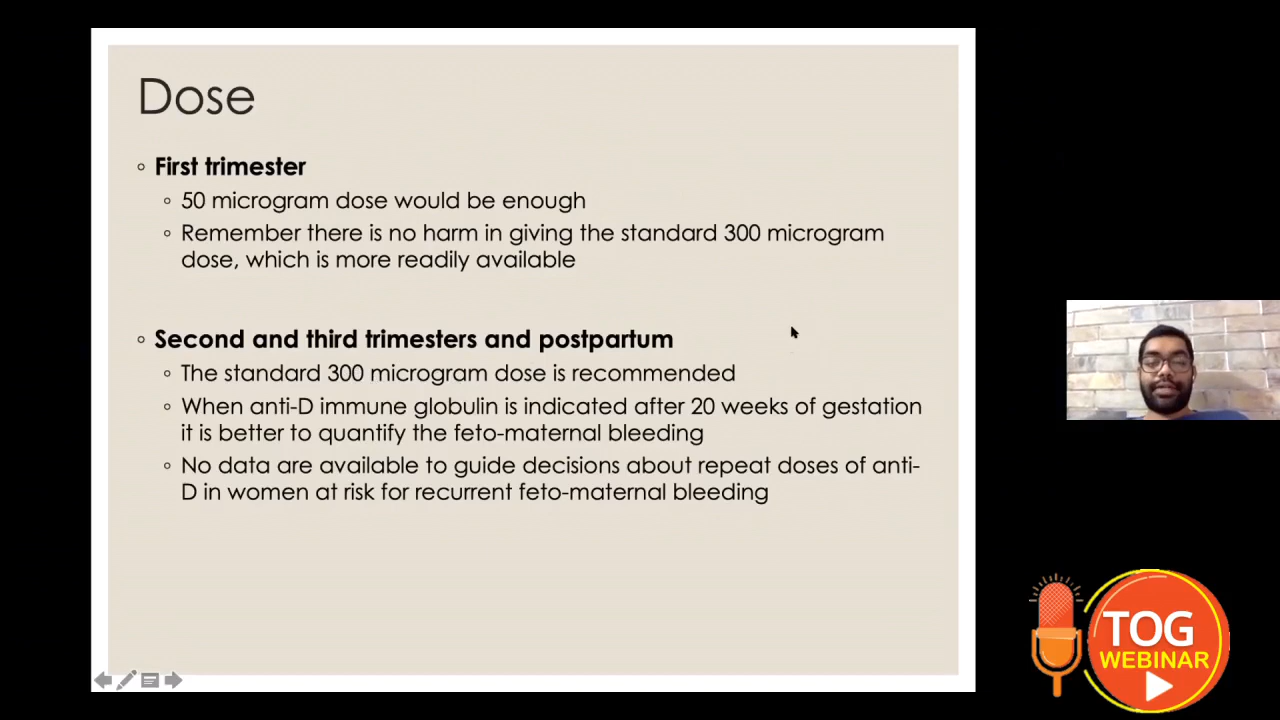 Dose
First trimester
50 microgram dose would be enough
Remember there is no harm in giving the standard 300 microgram
dose, which is more readily available
Second and third trimesters and postpartum
The standard 300 microgram dose is recommended
When anti-D immune globulin is indicated after 20 weeks of gestation
it is better to quantify the feto-maternal bleeding
No data are available to guide decisions about repeat doses of anti-
D in women at risk for recurrent feto-maternal bleeding
TOG
WEBINAR